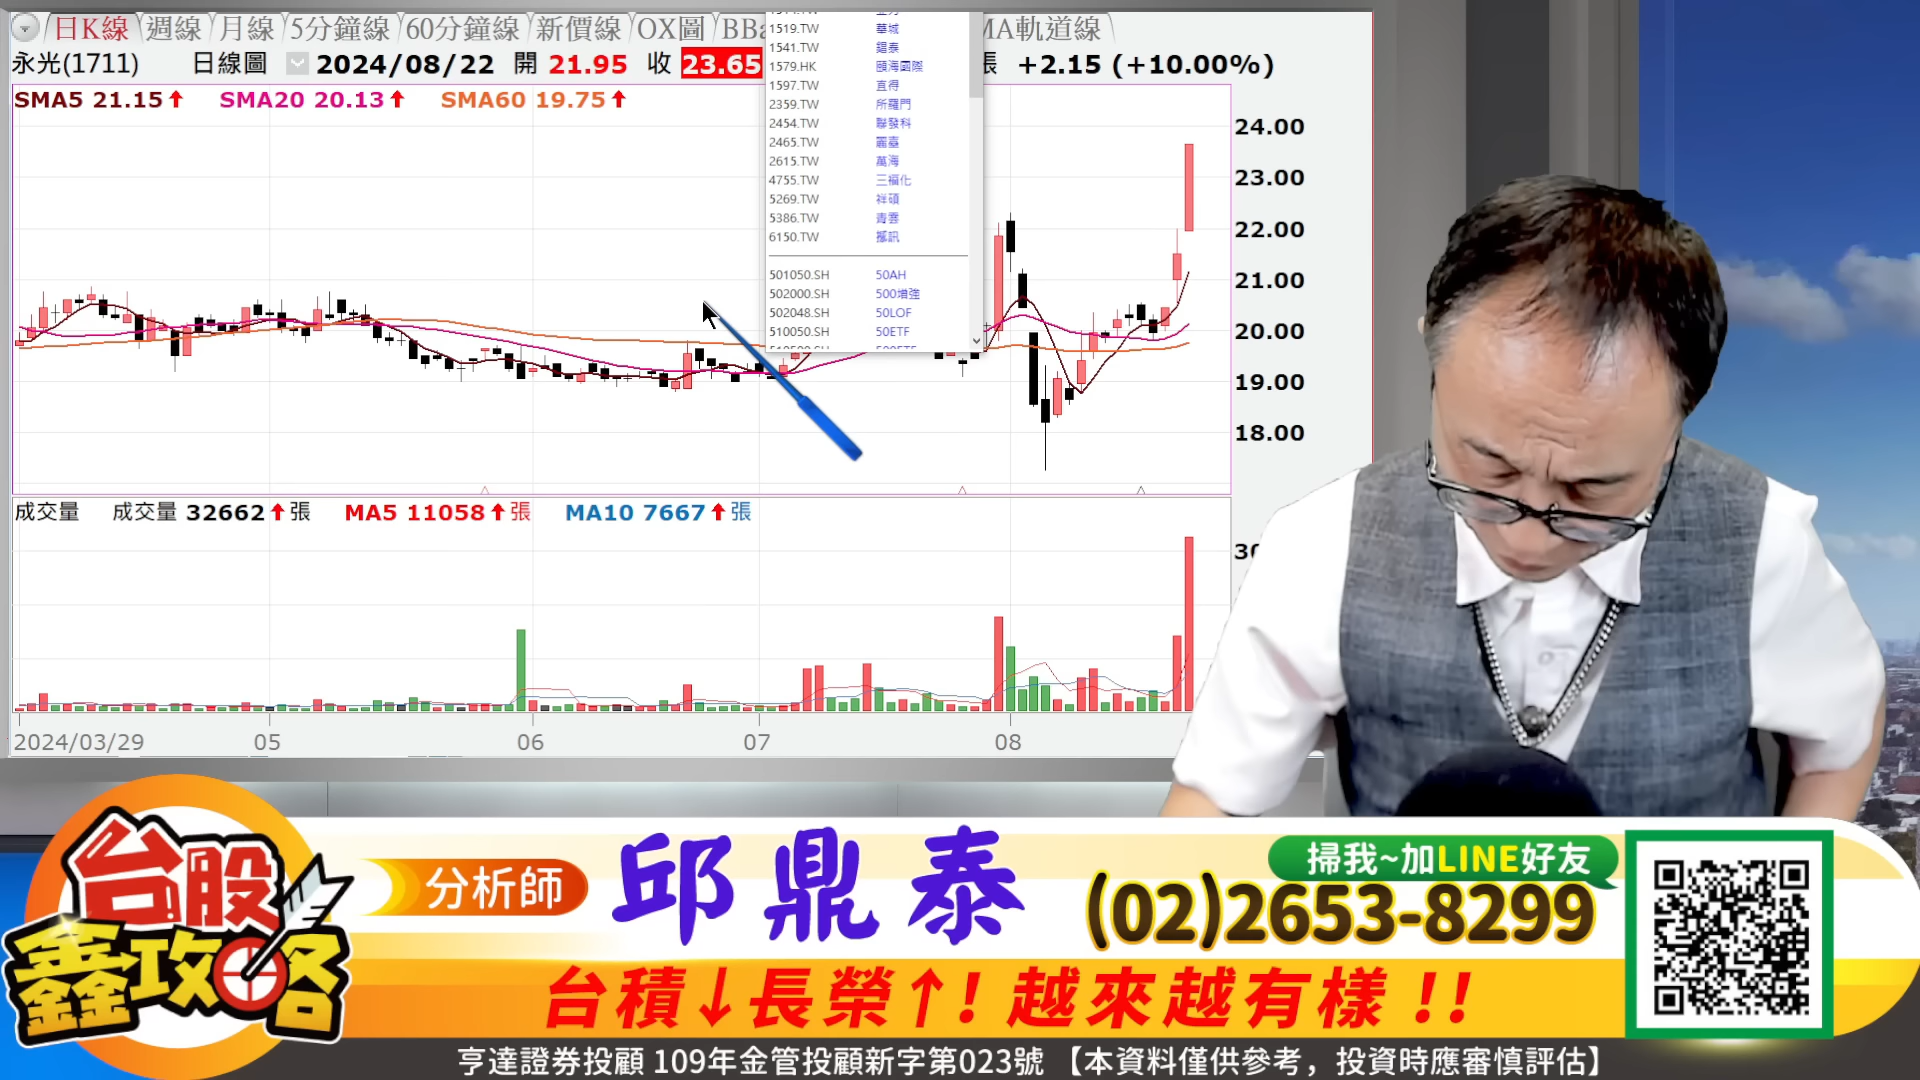 日K線 週線 月線 5分鐘線 60分鐘線 新價線 OX圖 MA軌道線
永光(1711) 日線圖 2024/08/22 開 21.95 收 23.65 張 +2.15 (+10.00%)
SMA5 21.15↑ SMA20 20.13↑ SMA60 19.75↑
1519.TW 華城
1541.TW 錩泰
1579.HK 頤海國際
1597.TW 直得
2359.TW 所羅門
2454.TW 聯發科
2465.TW 麗臺
2615.TW 萬海
4755.TW 三福化
5269.TW 祥碩
5386.TW 青雲
6150.TW 撼訊
501050.SH 50AH
502000.SH 500增強
502048.SH 50LOF
510050.SH 50ETF
24.00
23.00
22.00
21.00
20.00
19.00
18.00
成交量 成交量 32662↑張 MA5 11058↑張 MA10 7667↑張
2024/03/29 05 06 07 08
台股
鑫攻略
分析師 邱鼎泰
掃我~加LINE好友
(02)2653-8299
台積↓長榮↑! 越來越有樣 !!
亨達證券投顧 109年金管投顧新字第023號 【本資料僅供參考，投資時應審慎評估】